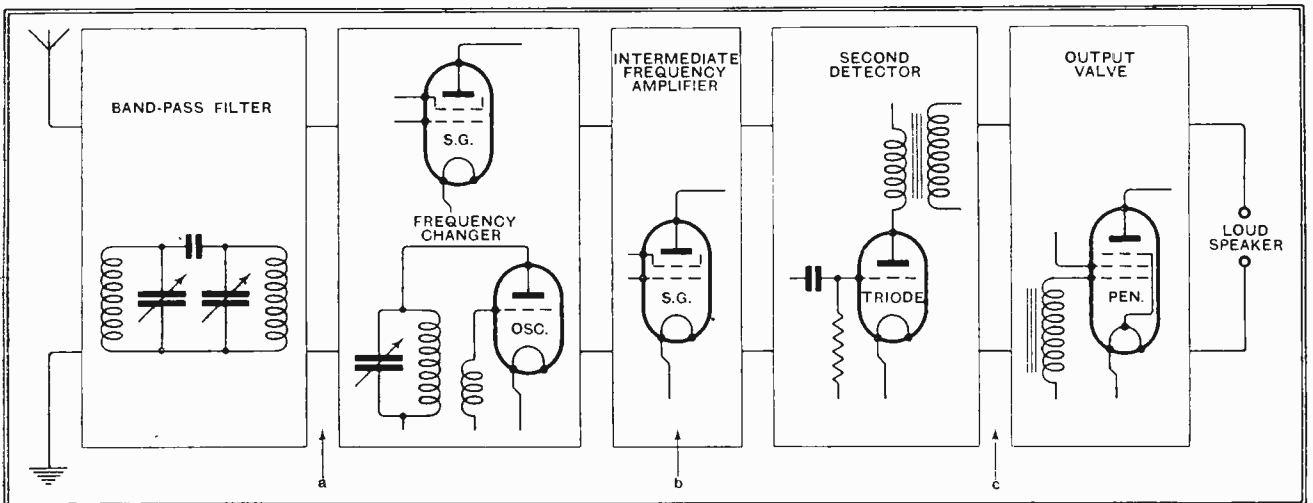 BAND-PASS FILTER
S.G.
FREQUENCY
CHANGER
OSC.
INTERMEDIATE
FREQUENCY
AMPLIFIER
S.G.
SECOND
DETECTOR
TRIODE
OUTPUT
VALVE
PEN.
LOUD
SPEAKER
a
b
c